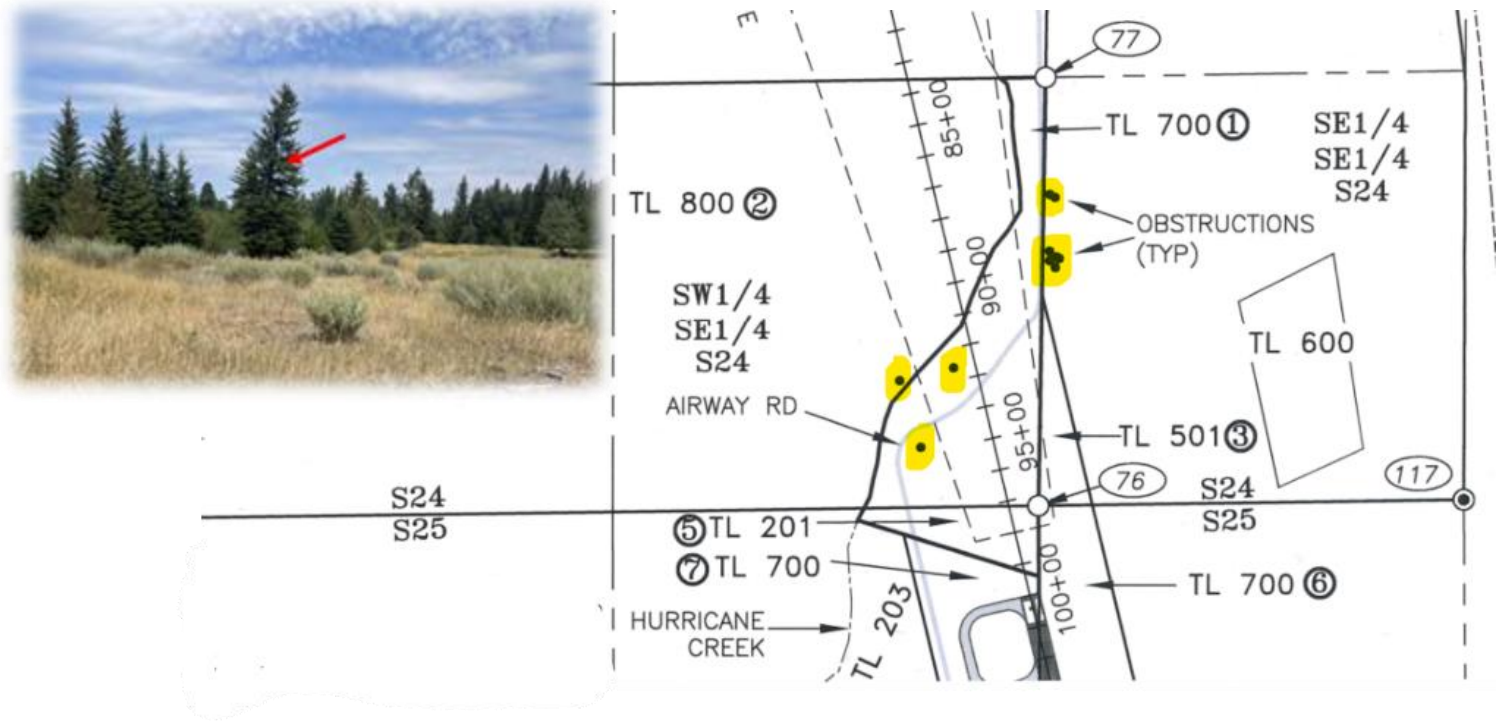 E
77
85+00
TL 700 ①
SE1/4
SE1/4
S24
TL 800 ②
OBSTRUCTIONS
(TYP)
90+00
SW1/4
SE1/4
S24
TL 600
AIRWAY RD
95+00
TL 501 ③
76
117
S24
S25
S24
S25
⑤ TL 201
⑦ TL 700
TL 700 ⑥
100+00
HURRICANE
CREEK
TL 203